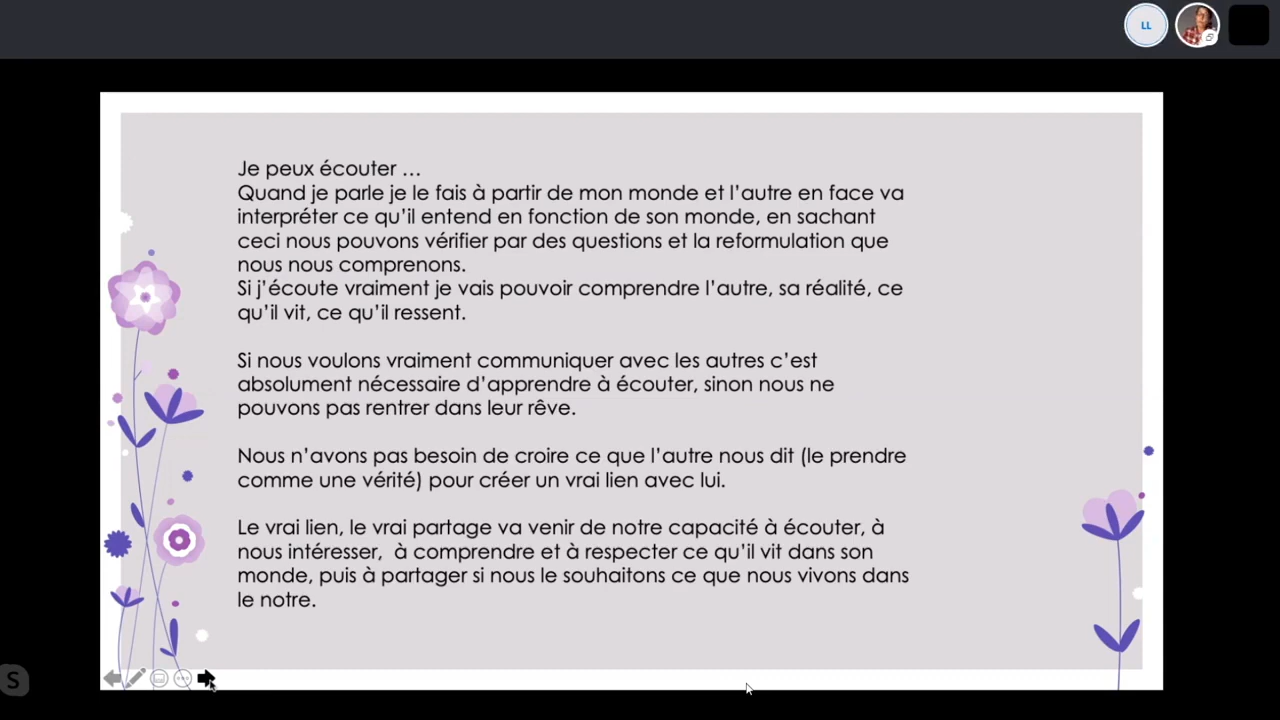 LL
Je peux écouter …
Quand je parle je le fais à partir de mon monde et l’autre en face va
interpréter ce qu’il entend en fonction de son monde, en sachant
ceci nous pouvons vérifier par des questions et la reformulation que
nous nous comprenons.
Si j’écoute vraiment je vais pouvoir comprendre l’autre, sa réalité, ce
qu’il vit, ce qu’il ressent.
Si nous voulons vraiment communiquer avec les autres c’est
absolument nécessaire d’apprendre à écouter, sinon nous ne
pouvons pas rentrer dans leur rêve.
Nous n’avons pas besoin de croire ce que l’autre nous dit (le prendre
comme une vérité) pour créer un vrai lien avec lui.
Le vrai lien, le vrai partage va venir de notre capacité à écouter, à
nous intéresser,  à comprendre et à respecter ce qu’il vit dans son
monde, puis à partager si nous le souhaitons ce que nous vivons dans
le notre.
S